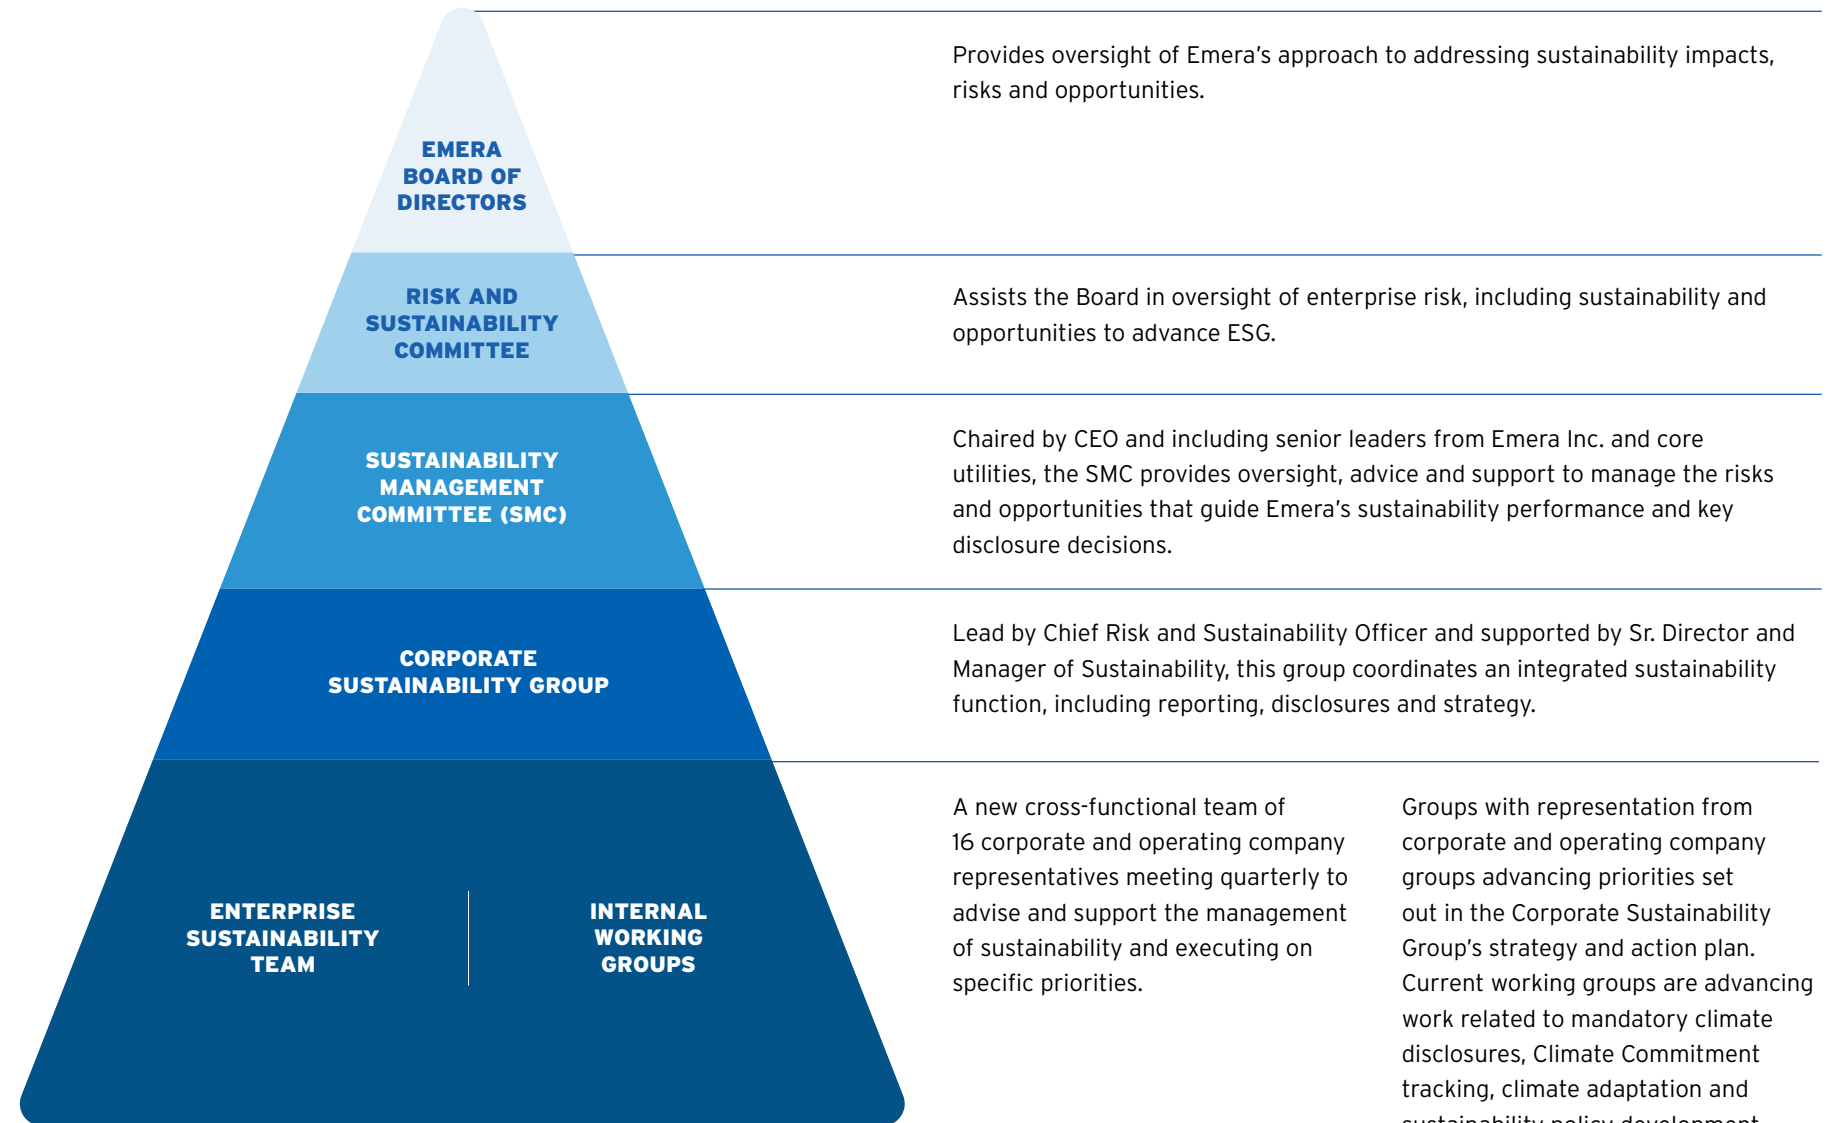 Provides oversight of Emera's approach to addressing sustainability impacts,
risks and opportunities.
EMERA
BOARD OF
DIRECTORS
RISK AND
SUSTAINABILITY
COMMITTEE
Assists the Board in oversight of enterprise risk, including sustainability and
opportunities to advance ESG.
SUSTAINABILITY
MANAGEMENT
COMMITTEE (SMC)
Chaired by CEO and including senior leaders from Emera Inc. and core
utilities, the SMC provides oversight, advice and support to manage the risks
and opportunities that guide Emera's sustainability performance and key
disclosure decisions.
CORPORATE
SUSTAINABILITY GROUP
Lead by Chief Risk and Sustainability Officer and supported by Sr. Director and
Manager of Sustainability, this group coordinates an integrated sustainability
function, including reporting, disclosures and strategy.
ENTERPRISE
SUSTAINABILITY
TEAM
INTERNAL
WORKING
GROUPS
A new cross-functional team of
16 corporate and operating company
representatives meeting quarterly to
advise and support the management
of sustainability and executing on
specific priorities.
Groups with representation from
corporate and operating company
groups advancing priorities set
out in the Corporate Sustainability
Group's strategy and action plan.
Current working groups are advancing
work related to mandatory climate
disclosures, Climate Commitment
tracking, climate adaptation and
sustainability policy development